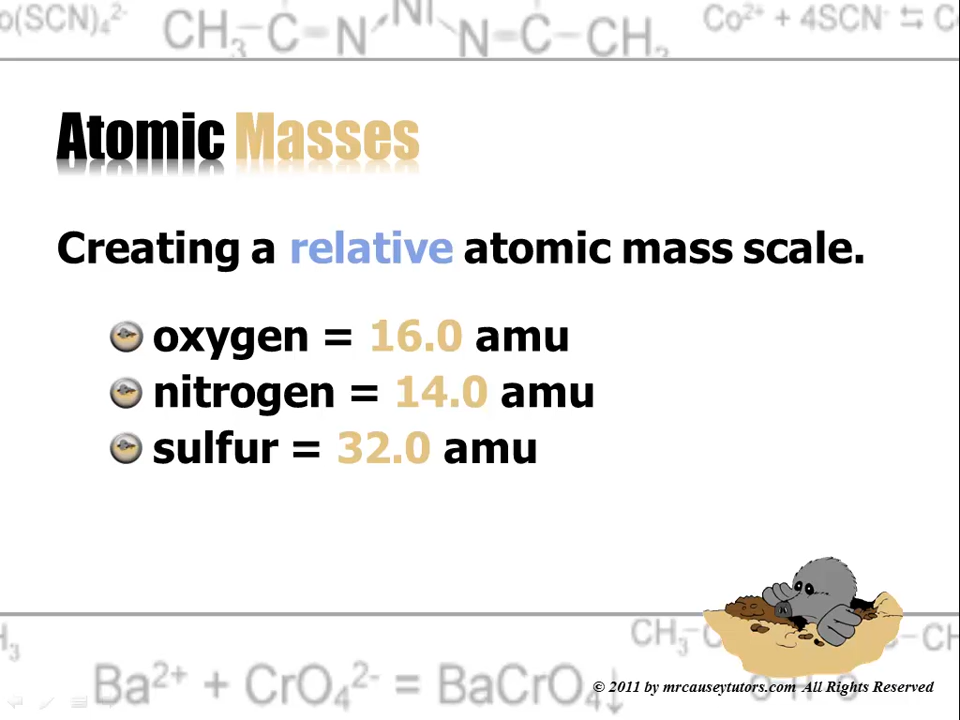 o(SCN)₄²⁻ CH₃–C=N N=C–CH₃ Co²⁺ + 4SCN⁻ ⇆ C
Atomic Masses
Creating a relative atomic mass scale.
oxygen = 16.0 amu
nitrogen = 14.0 amu
sulfur = 32.0 amu
CH₃–C –CH
Ba²⁺ + CrO₄²⁻ = BaCrO₄↓
© 2011 by mrcauseytutors.com All Rights Reserved